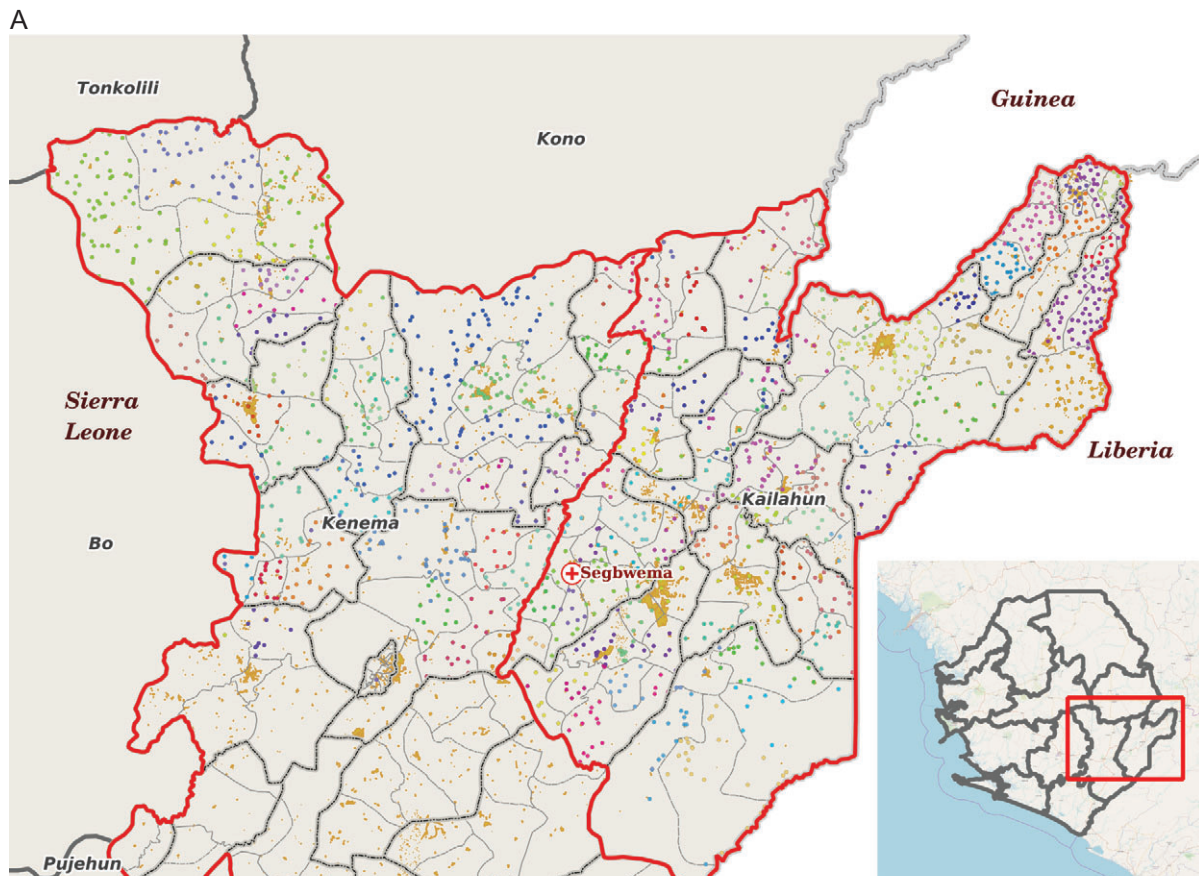 A
Tonkolili
Guinea
Kono
Sierra
Leone
Liberia
Kailahun
Kenema
Bo
Segbwema
Pujehun